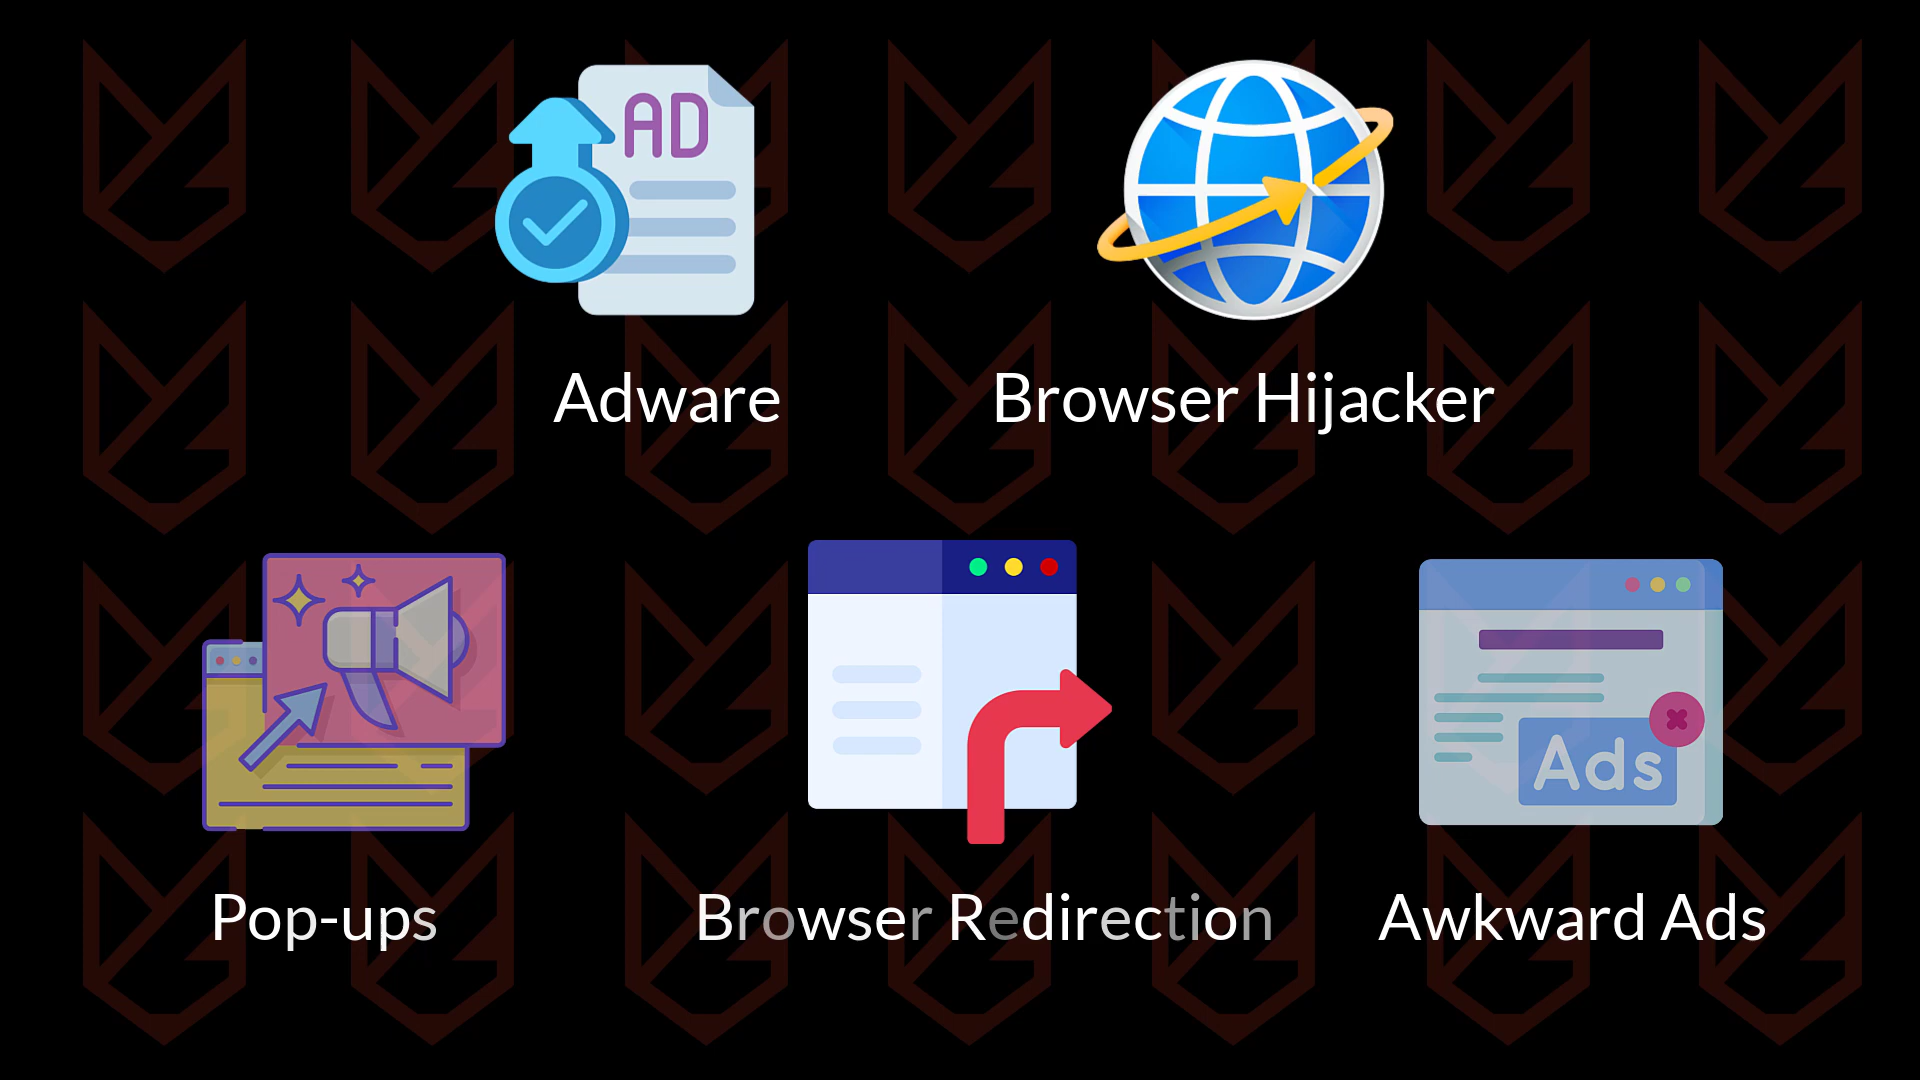 AD
Adware
Browser Hijacker
Ads
Pop-ups
Browser Redirection
Awkward Ads